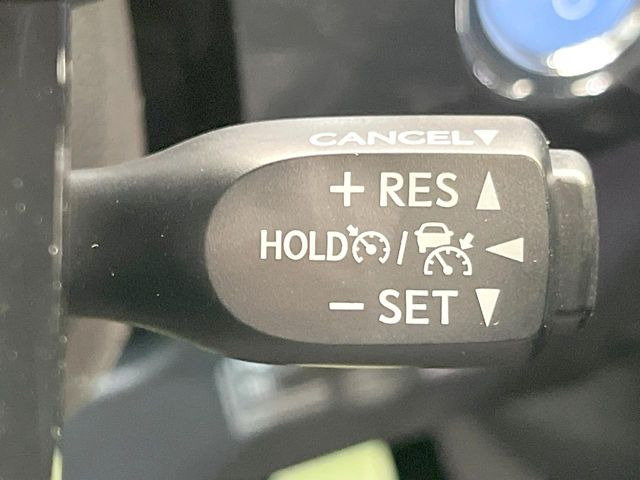 CANCEL▼
+ RES ▲
HOLD / ◀
− SET ▼